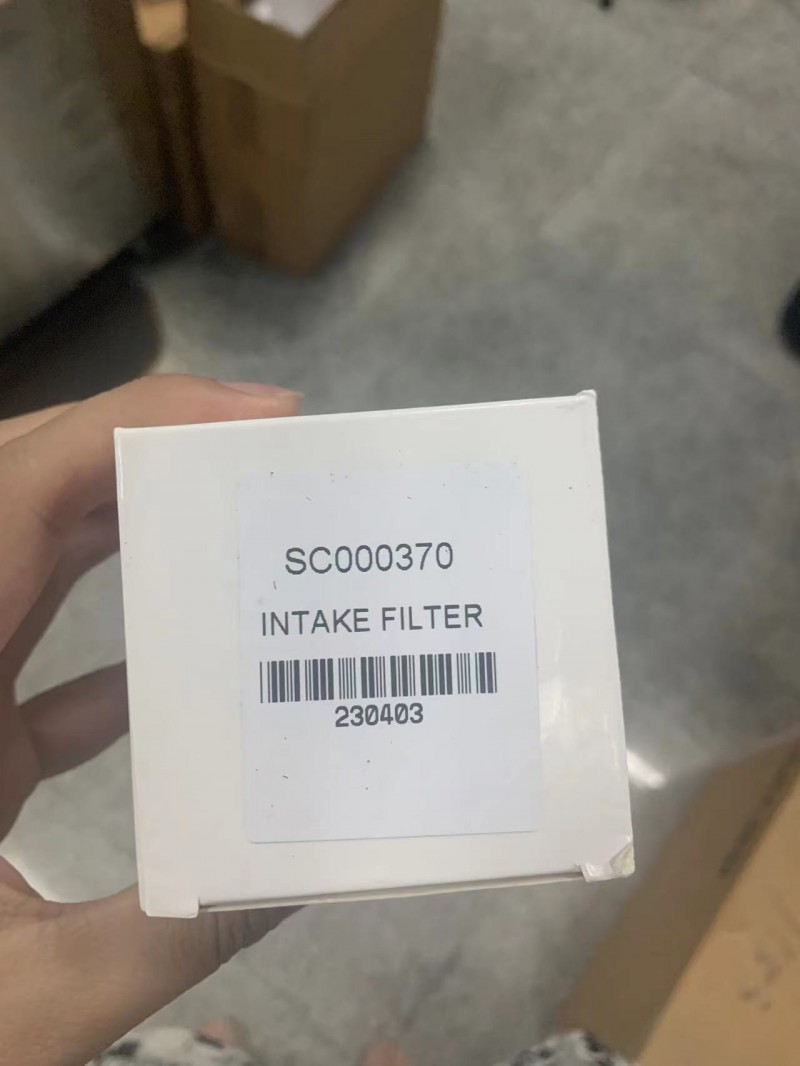 SC000370
INTAKE FILTER
230403